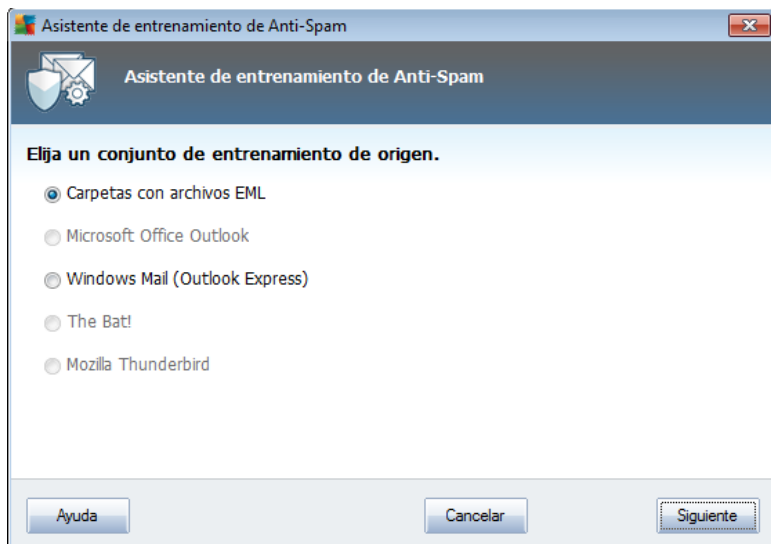 Asistente de entrenamiento de Anti-Spam
Asistente de entrenamiento de Anti-Spam
Elija un conjunto de entrenamiento de origen.
Carpetas con archivos EML
Microsoft Office Outlook
Windows Mail (Outlook Express)
The Bat!
Mozilla Thunderbird
Ayuda
Cancelar
Siguiente